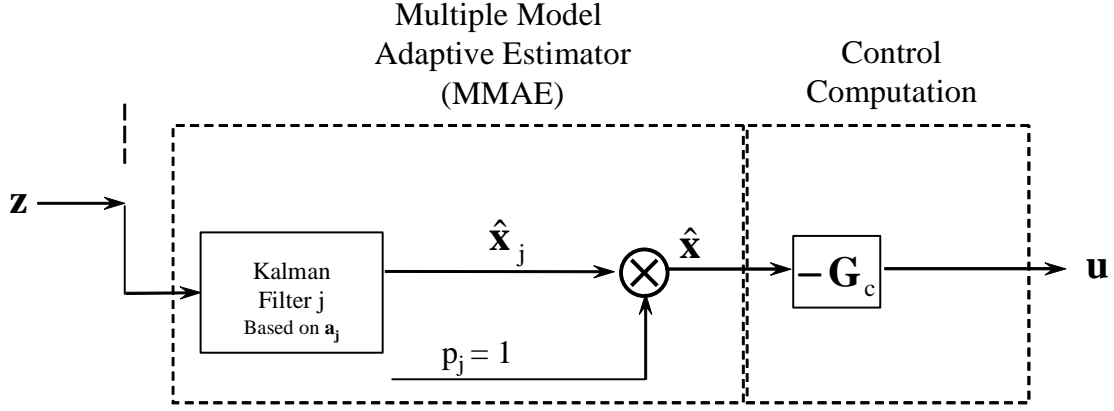 Multiple Model
Adaptive Estimator
(MMAE)
Control
Computation
z
x̂ j
x̂
Kalman
Filter j
Based on aj
− Gc
u
pj = 1